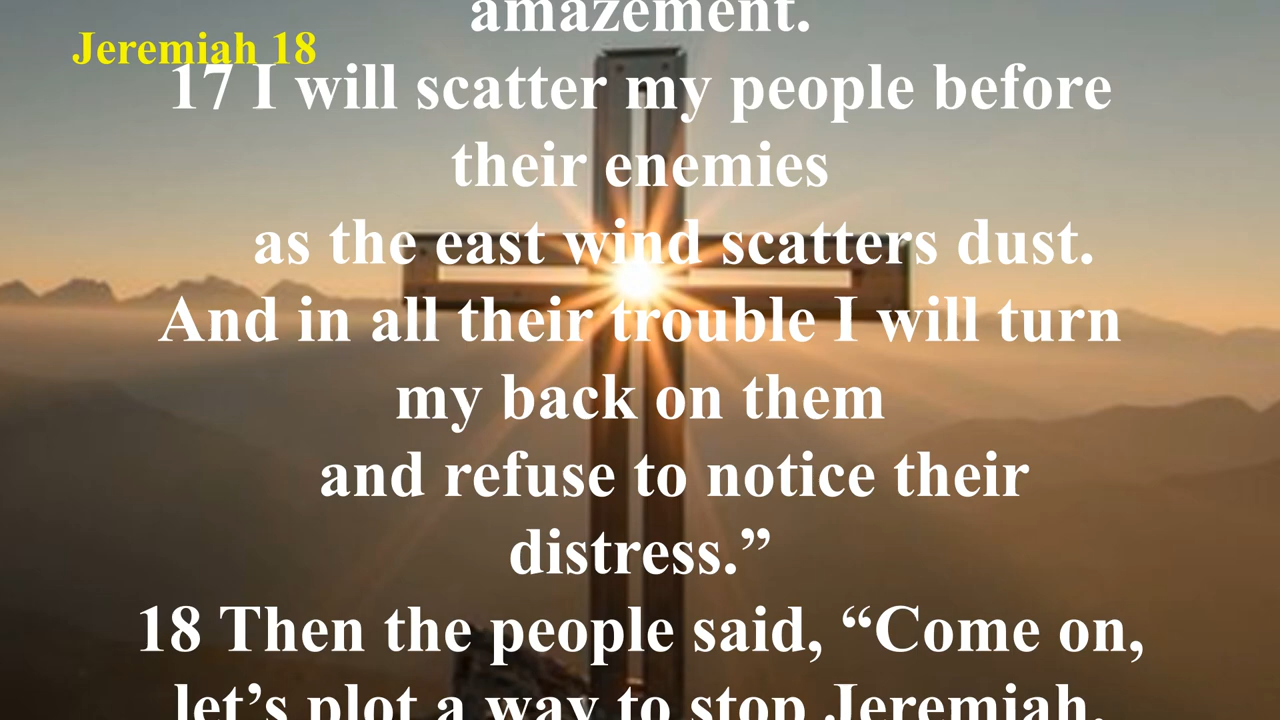 amazement.
Jeremiah 18
17 I will scatter my people before
their enemies
as the east wind scatters dust.
And in all their trouble I will turn
my back on them
and refuse to notice their
distress.”
18 Then the people said, “Come on,
let’s plot a way to stop Jeremiah.